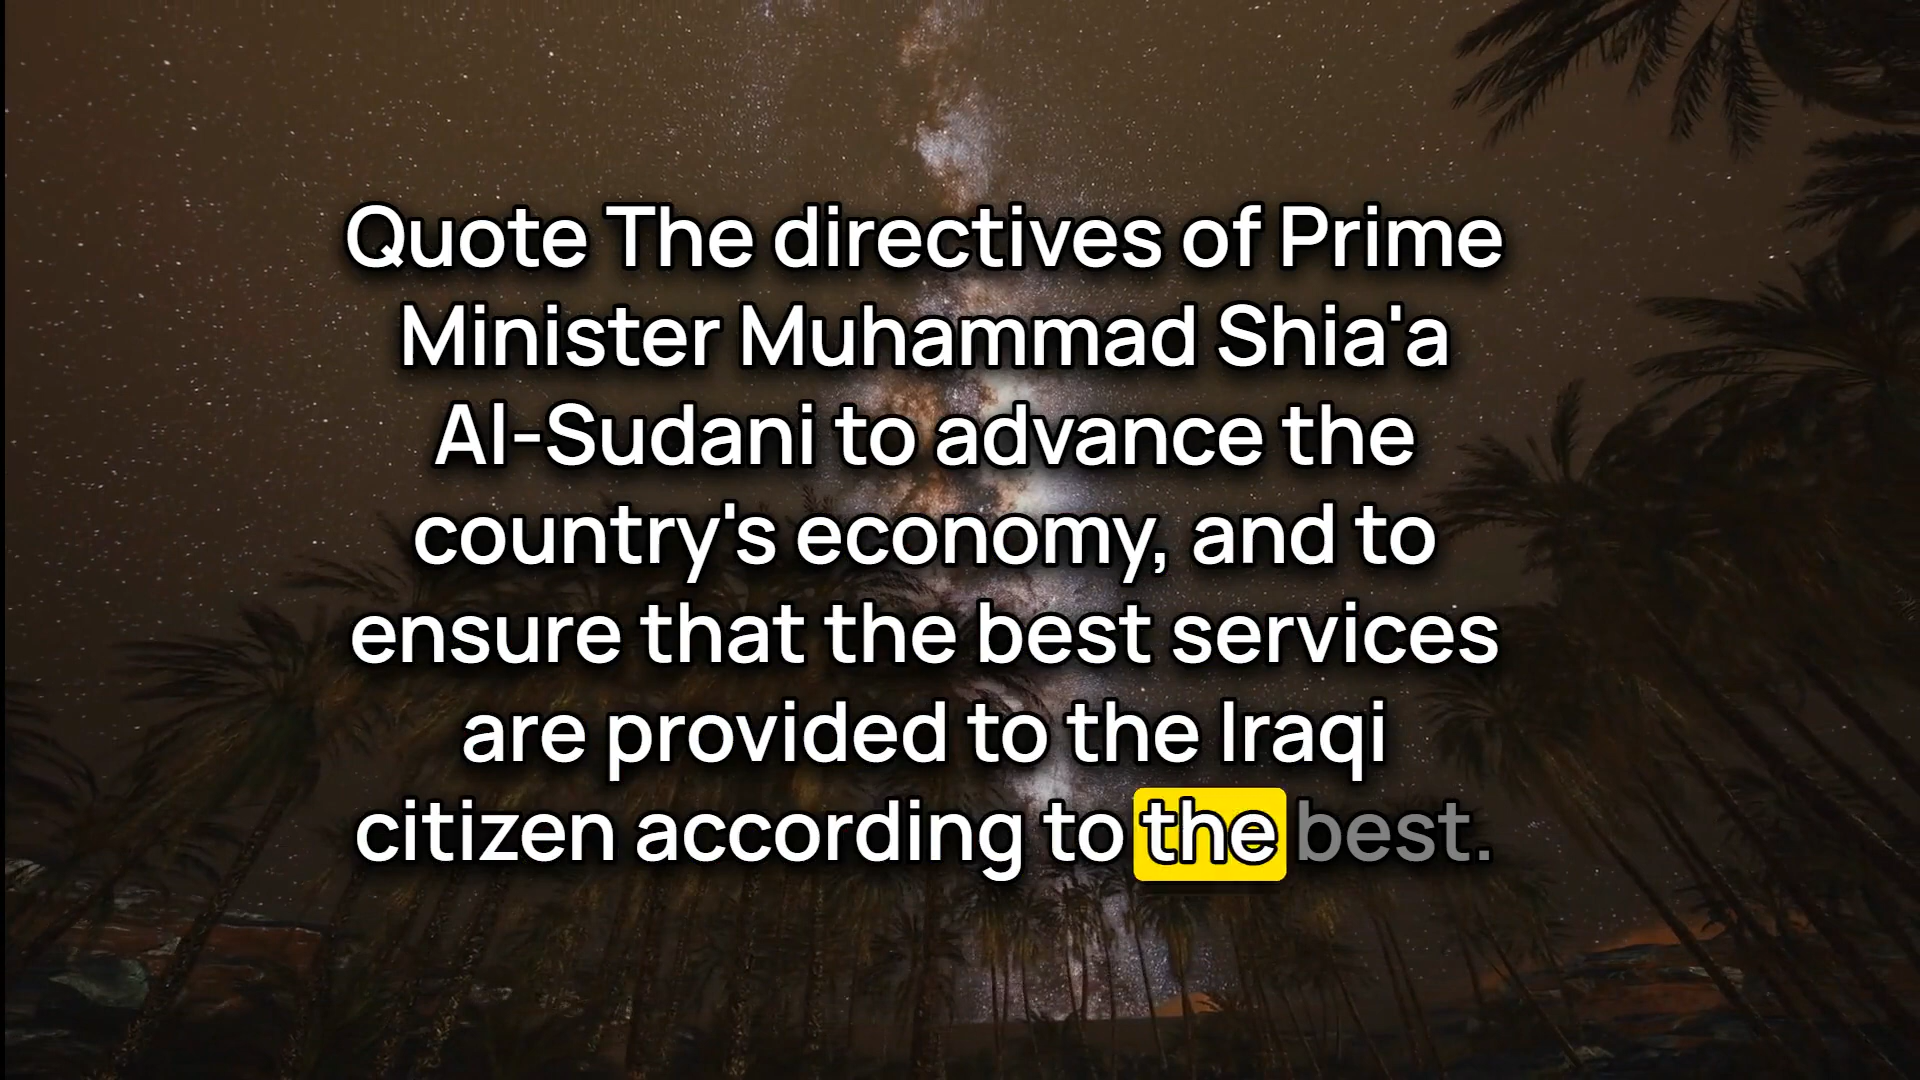 Quote The directives of Prime
Minister Muhammad Shia'a
Al-Sudani to advance the
country's economy, and to
ensure that the best services
are provided to the Iraqi
citizen according to the best.